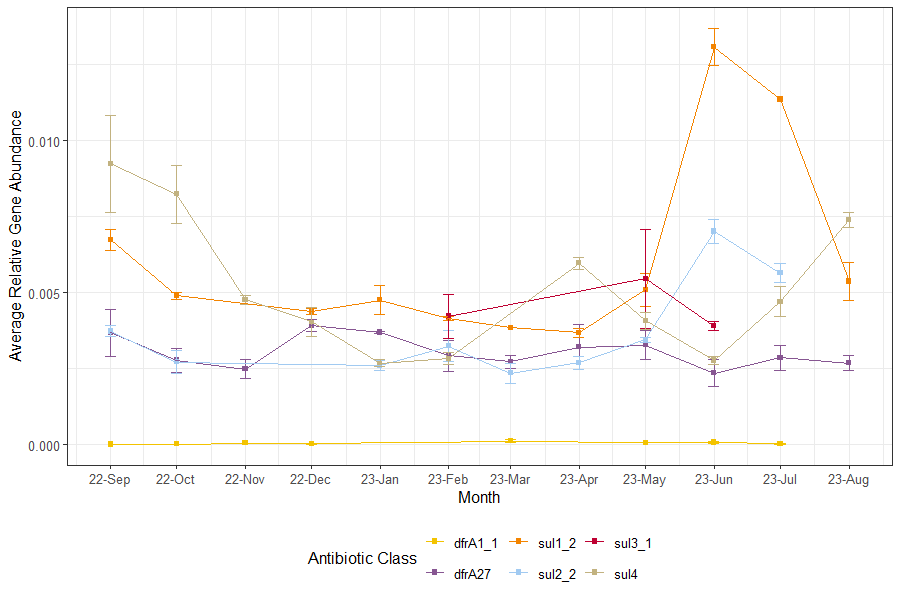 Average Relative Gene Abundance
0.010
0.005
0.000
22-Sep 22-Oct 22-Nov 22-Dec 23-Jan 23-Feb 23-Mar 23-Apr 23-May 23-Jun 23-Jul 23-Aug
Month
Antibiotic Class
dfrA1_1 sul1_2 sul3_1
dfrA27 sul2_2 sul4